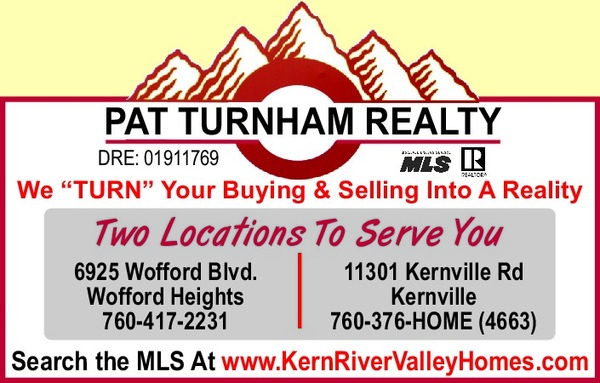 PAT TURNHAM REALTY
DRE: 01911769
MLS
R
REALTOR®
We “TURN” Your Buying & Selling Into A Reality
Two Locations To Serve You
6925 Wofford Blvd.
Wofford Heights
760-417-2231
11301 Kernville Rd
Kernville
760-376-HOME (4663)
Search the MLS At www.KernRiverValleyHomes.com